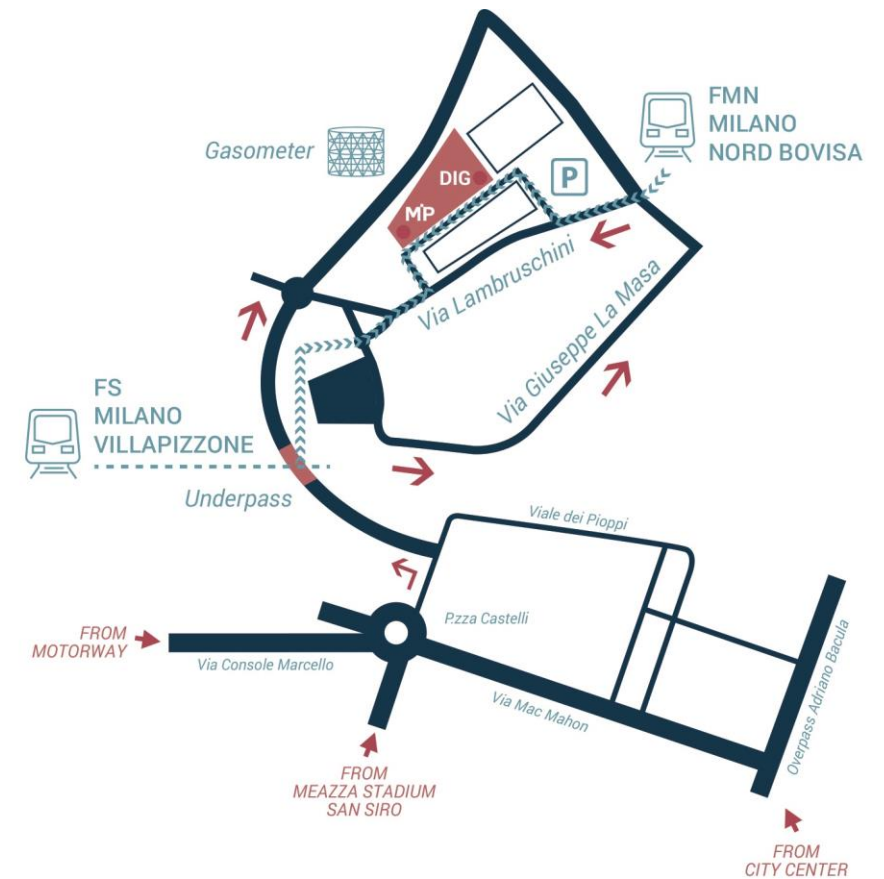 FMN
MILANO
NORD BOVISA
Gasometer
P
DIG
MIP
Via Lambruschini
Via Giuseppe La Masa
FS
MILANO
VILLAPIZZONE
Underpass
Viale dei Pioppi
P.zza Castelli
FROM
MOTORWAY
Via Console Marcello
Via Mac Mahon
Overpass Adriano Bacula
FROM
MEAZZA STADIUM
SAN SIRO
FROM
CITY CENTER